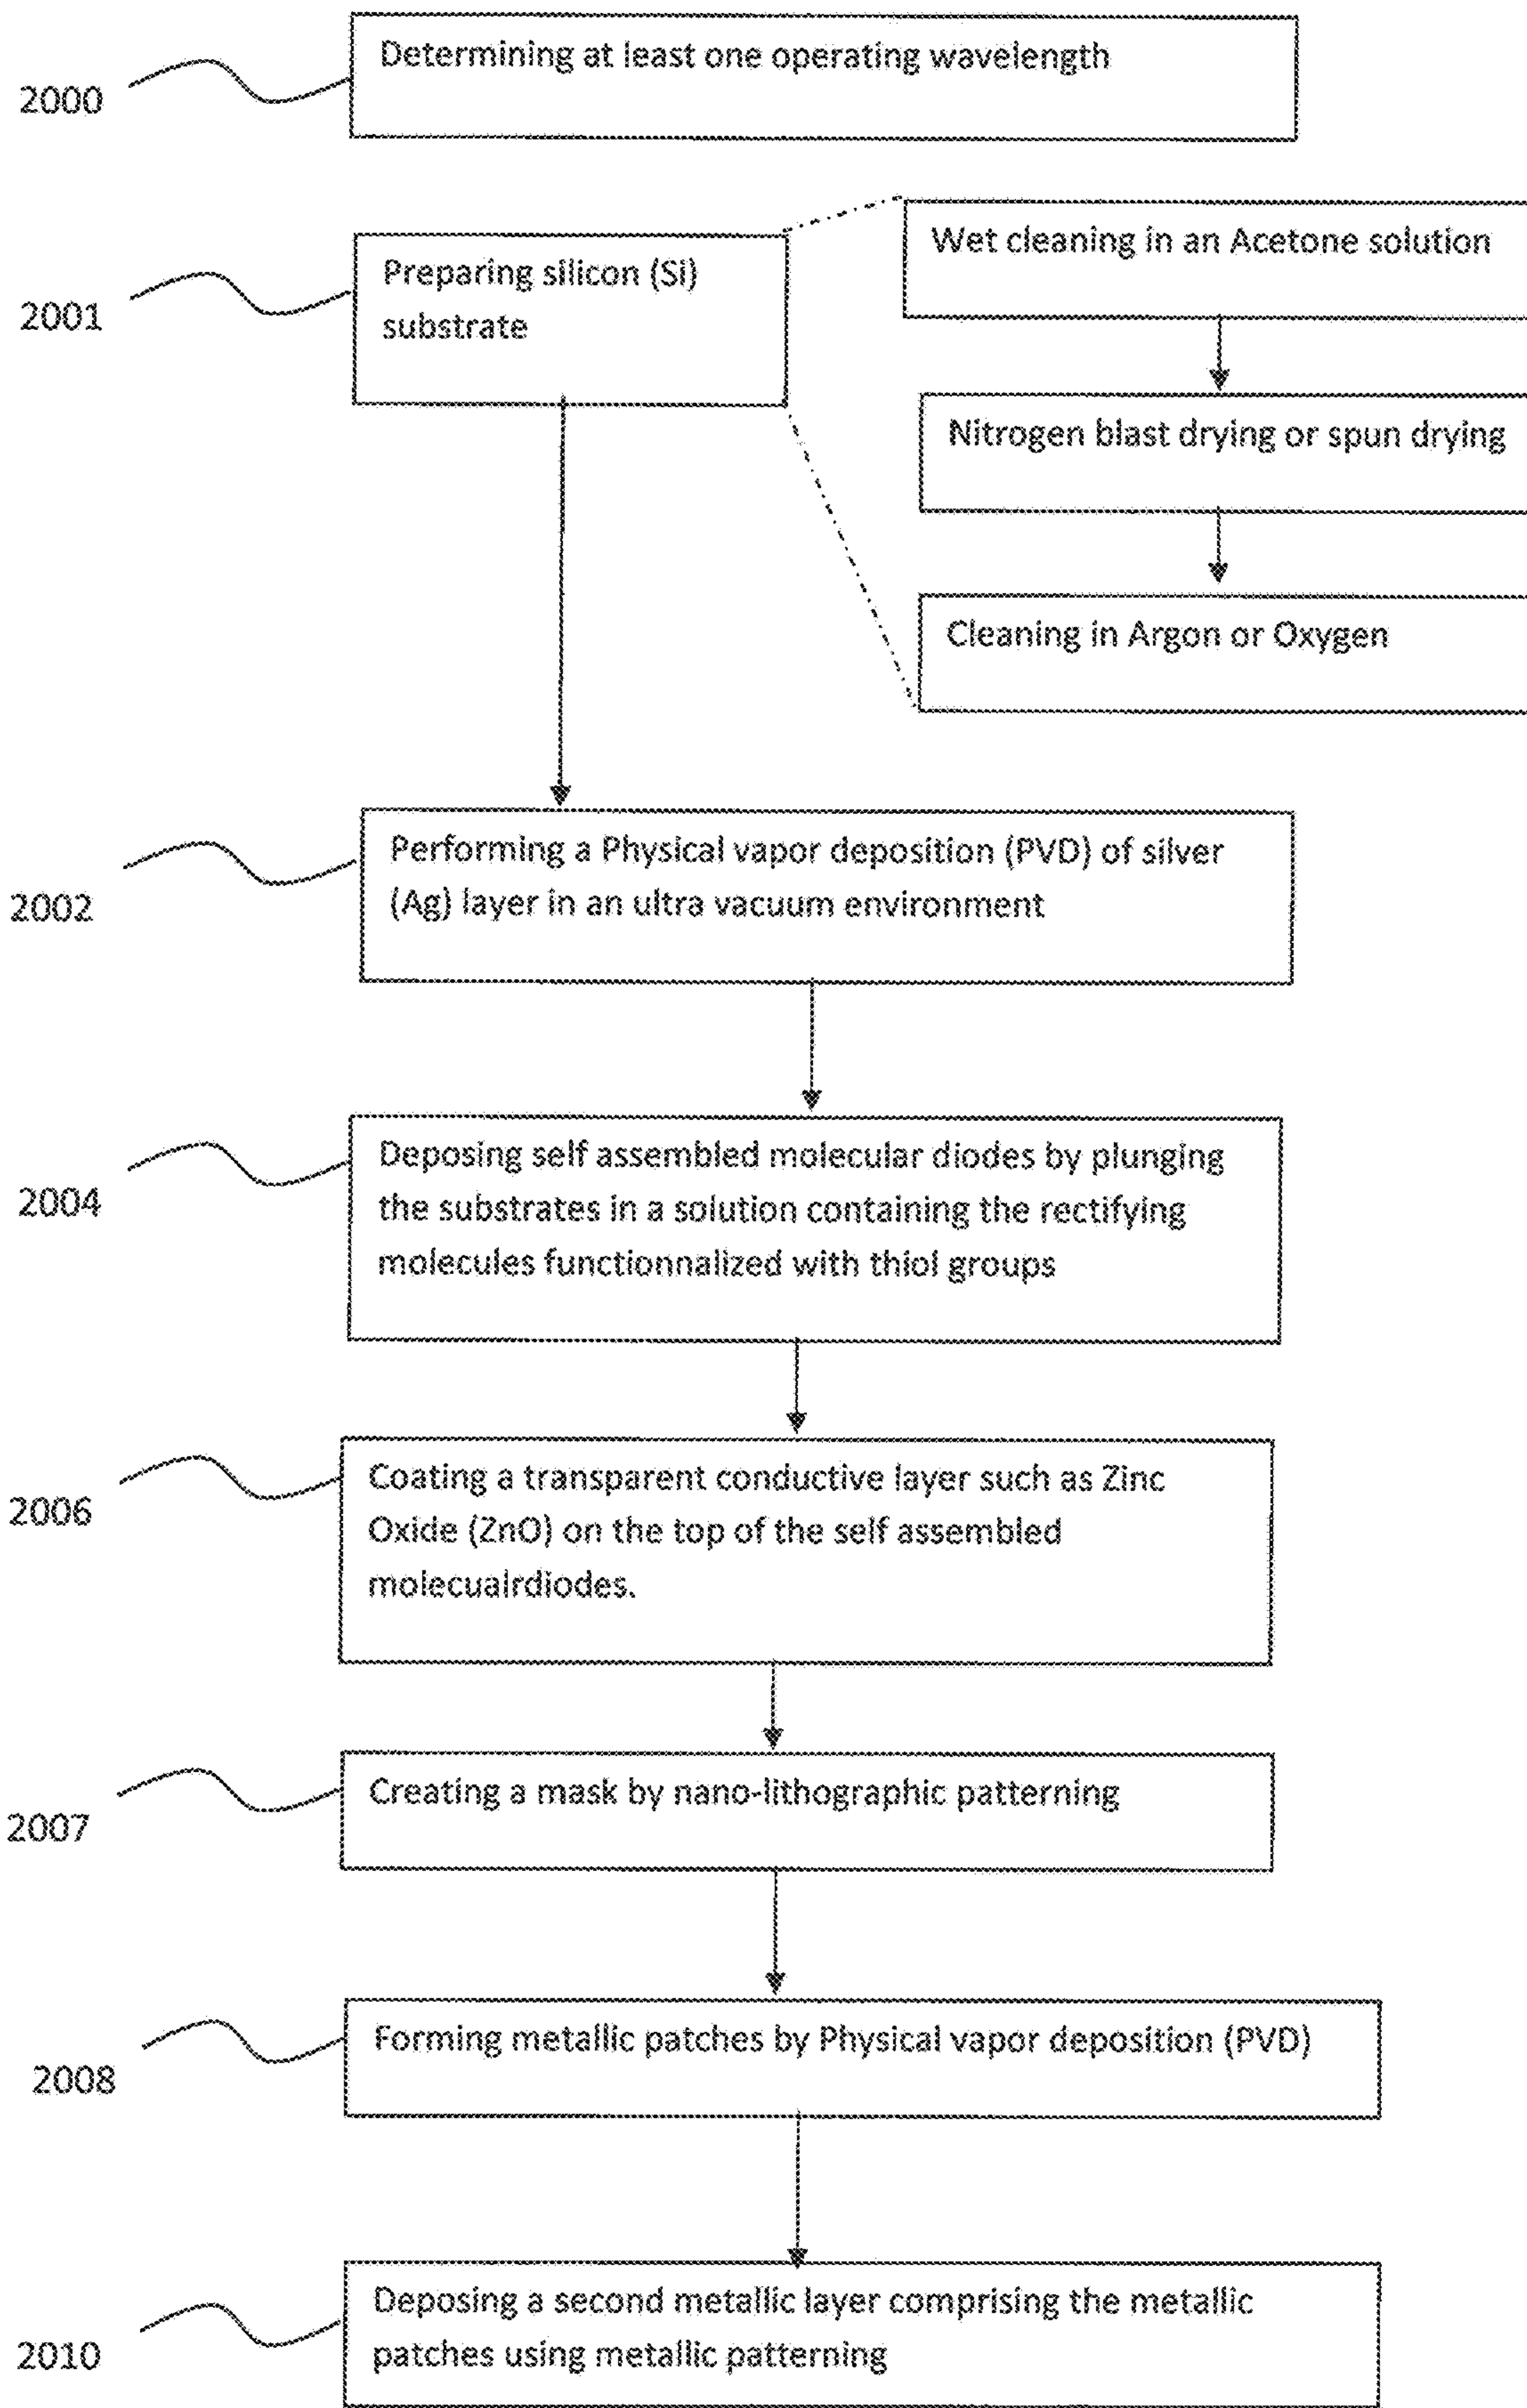 2000
Determining at least one operating wavelength
2001
Preparing silicon (Si)
substrate
Wet cleaning in an Acetone solution
Nitrogen blast drying or spun drying
Cleaning in Argon or Oxygen
2002
Performing a Physical vapor deposition (PVD) of silver
(Ag) layer in an ultra vacuum environment
2004
Deposing self assembled molecular diodes by plunging
the substrates in a solution containing the rectifying
molecules functionnalized with thiol groups
2006
Coating a transparent conductive layer such as Zinc
Oxide (ZnO) on the top of the self assembled
molecuairdiodes.
2007
Creating a mask by nano-lithographic patterning
2008
Forming metallic patches by Physical vapor deposition (PVD)
2010
Deposing a second metallic layer comprising the metallic
patches using metallic patterning